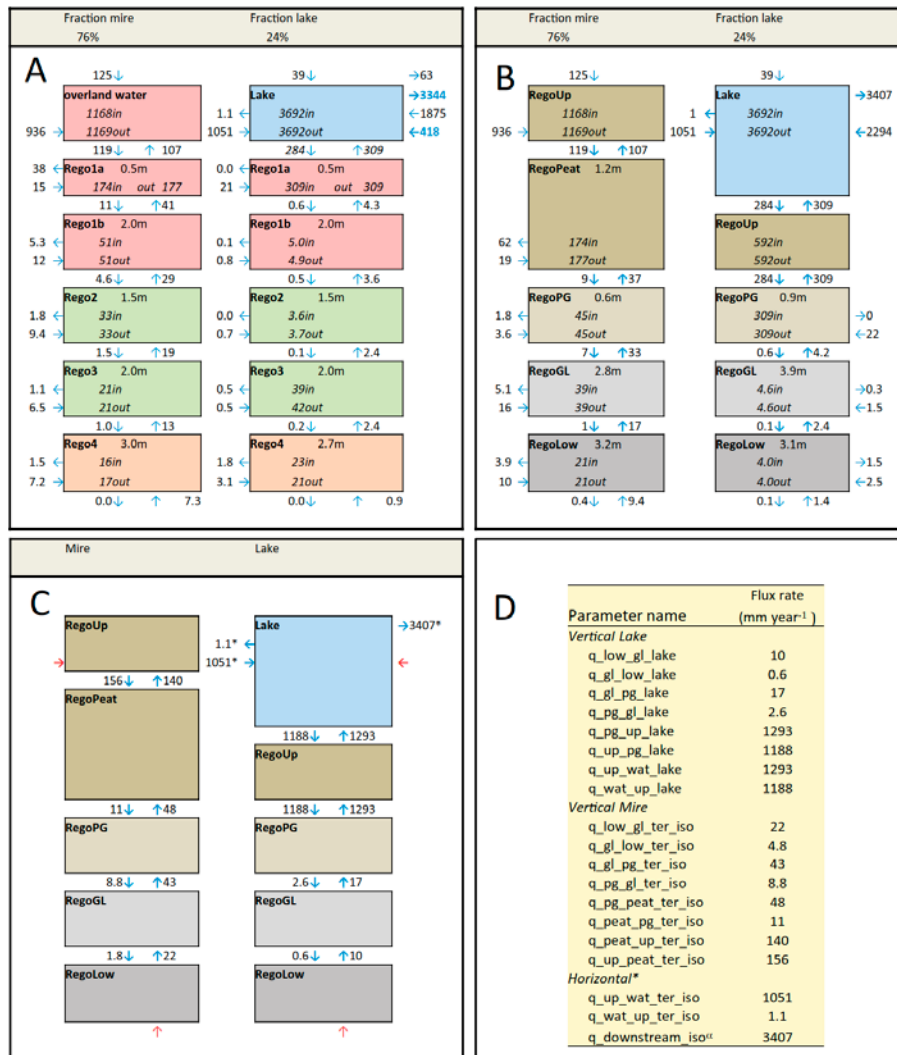 Fraction mire Fraction lake
76% 24%
A
125↓ 39↓ →63
overland water Lake →3344
1168in 1.1 ← 3692in ←1875
936 → 1169out 1051 → 3692out ←418
119↓ ↑ 107 284↓ ↑309
38 ← Rego1a 0.5m 0.0 ← Rego1a 0.5m
15 → 174in out 177 21 → 309in out 309
11↓ ↑41 0.6↓ ↑4.3
Rego1b 2.0m Rego1b 2.0m
5.3 ← 51in 0.1 ← 5.0in
12 → 51out 0.8 → 4.9out
4.6↓ ↑29 0.5↓ ↑3.6
Rego2 1.5m Rego2 1.5m
1.8 ← 33in 0.0 ← 3.6in
9.4 → 33out 0.7 → 3.7out
1.5↓ ↑19 0.1↓ ↑2.4
Rego3 2.0m Rego3 2.0m
1.1 ← 21in 0.5 ← 39in
6.5 → 21out 0.5 → 42out
1.0↓ ↑13 0.2↓ ↑2.4
Rego4 3.0m Rego4 2.7m
1.5 ← 16in 1.8 ← 23in
7.2 → 17out 3.1 → 21out
0.0↓ ↑ 7.3 0.0↓ ↑ 0.9
Fraction mire Fraction lake
76% 24%
B
125↓ 39↓
RegoUp Lake →3407
1168in 1 ← 3692in
936 → 1169out 1051 → 3692out ←2294
119↓ ↑107
RegoPeat 1.2m
284↓ ↑309
62 ← 174in RegoUp 592in
19 → 177out 592out
9↓ ↑37 284↓ ↑309
RegoPG 0.6m RegoPG 0.9m
1.8 ← 45in 309in →0
3.6 → 45out 309out ←22
7↓ ↑33 0.6↓ ↑4.2
RegoGL 2.8m RegoGL 3.9m
5.1 ← 39in 4.6in →0.3
16 → 39out 4.6out ←1.5
1↓ ↑17 0.1↓ ↑2.4
RegoLow 3.2m RegoLow 3.1m
3.9 ← 21in 4.0in →1.5
10 → 21out 4.0out ←2.5
0.4↓ ↑9.4 0.1↓ ↑1.4
Mire Lake
C
RegoUp Lake →3407*
1.1* ←
→ 1051* → ←
156↓ ↑140
RegoPeat
1188↓ ↑1293
RegoUp
11↓ ↑48 1188↓ ↑1293
RegoPG RegoPG
8.8↓ ↑43 2.6↓ ↑17
RegoGL RegoGL
1.8↓ ↑22 0.6↓ ↑10
RegoLow RegoLow
↑ ↑
D
Flux rate
Parameter name (mm year-1 )
Vertical Lake
q_low_gl_lake 10
q_gl_low_lake 0.6
q_gl_pg_lake 17
q_pg_gl_lake 2.6
q_pg_up_lake 1293
q_up_pg_lake 1188
q_up_wat_lake 1293
q_wat_up_lake 1188
Vertical Mire
q_low_gl_ter_iso 22
q_gl_low_ter_iso 4.8
q_gl_pg_ter_iso 43
q_pg_gl_ter_iso 8.8
q_pg_peat_ter_iso 48
q_peat_pg_ter_iso 11
q_peat_up_ter_iso 140
q_up_peat_ter_iso 156
Horizontal*
q_up_wat_ter_iso 1051
q_wat_up_ter_iso 1.1
q_downstream_isoαα 3407